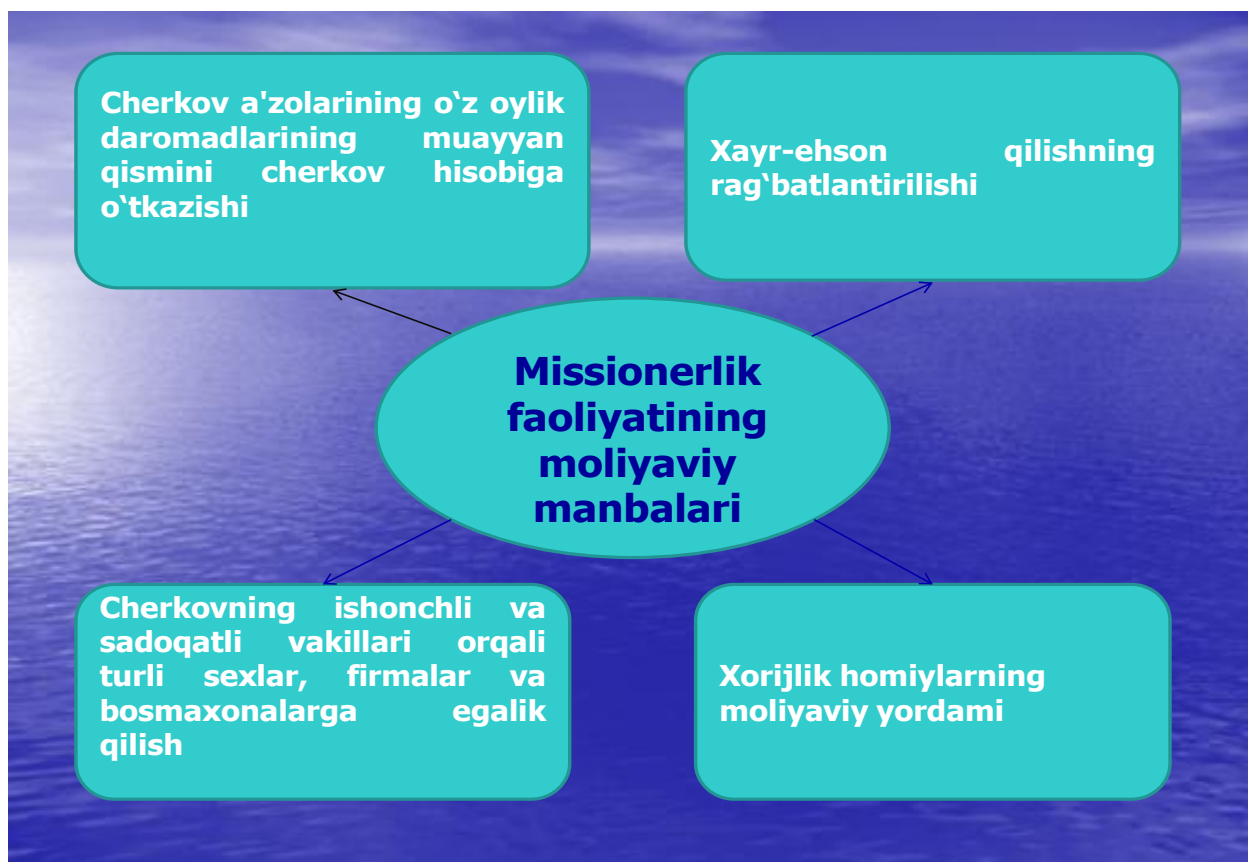 Cherkov a'zolarining o‘z oylik
daromadlarining muayyan
qismini cherkov hisobiga
o‘tkazishi
Xayr-ehson qilishning
rag‘batlantirilishi
Missionerlik
faoliyatining
moliyaviy
manbalari
Cherkovning ishonchli va
sadoqatli vakillari orqali
turli sexlar, firmalar va
bosmaxonalarga egalik
qilish
Xorijlik homiylarning
moliyaviy yordami